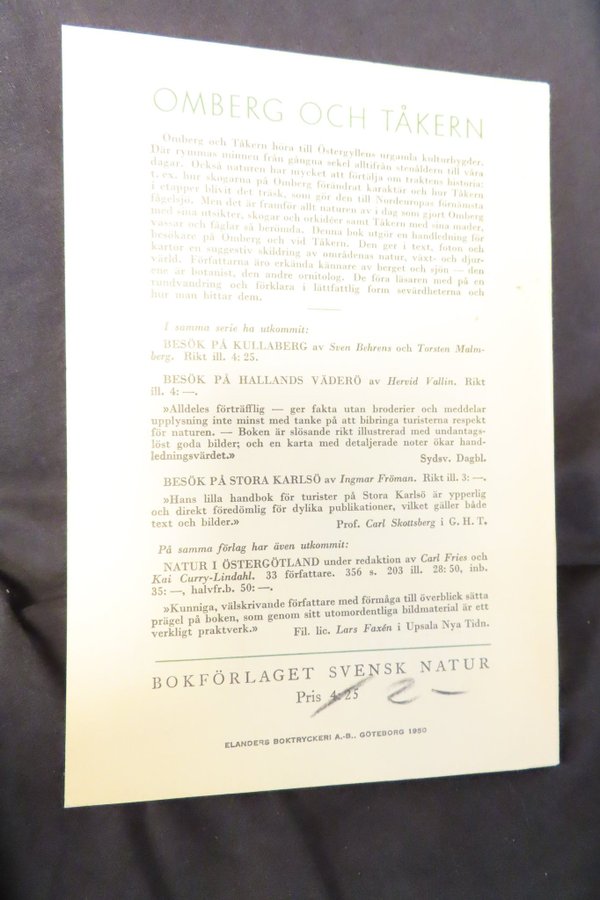 OMBERG OCH TÅKERN
Omberg och Tåkern höra till Östergyllens urgamla kulturbygder.
Där rymmas minnen från gångna sekel alltifrån stenåldern till våra
dagar. Också naturen har mycket att förtälja om traktens historia:
t. ex. hur skogarna på Omberg förändrat karaktär och hur Tåkern
i etapper blivit det träsk, som gör den till Nordeuropas förnämsta
fågelsjö. Men det är framför allt naturen av i dag som gjort Omberg
med sina utsikter, skogar och orkidéer samt Tåkern med sina mader,
vassar och fåglar så berömda. Denna bok utgör en handledning för
besökare på Omberg och vid Tåkern. Den ger i text, foton och
kartor en suggestiv skildring av områdenas natur, växt- och djur-
värld. Författarna äro erkända kännare av berget och sjön — den
ene är botanist, den andre ornitolog. De föra läsaren med på en
rundvandring och förklara i lättfattlig form sevärdheterna och
hur man hittar dem.
I samma serie ha utkommit:
BESÖK PÅ KULLABERG av Sven Behrens och Torsten Malm-
berg. Rikt ill. 4: 25.
BESÖK PÅ HALLANDS VÄDERÖ av Hervid Vallin. Rikt
ill. 4: —.
»Alldeles förträfflig — ger fakta utan broderier och meddelar
upplysning inte minst med tanke på att bibringa turisterna respekt
för naturen. — Boken är slösande rikt illustrerad med undantags-
löst goda bilder; och en karta med detaljerade noter ökar hand-
ledningsvärdet.» Sydsv. Dagbl.
BESÖK PÅ STORA KARLSÖ av Ingmar Fröman. Rikt ill. 3: —.
»Hans lilla handbok för turister på Stora Karlsö är ypperlig
och direkt föredömlig för dylika publikationer, vilket gäller både
text och bilder.» Prof. Carl Skottsberg i G. H. T.
På samma förlag har även utkommit:
NATUR I ÖSTERGÖTLAND under redaktion av Carl Fries och
Kai Curry-Lindahl. 33 författare. 356 s. 203 ill. 28: 50, inb.
35: —, halvfr.b. 50: —.
»Kunniga, välskrivande författare med förmåga till överblick sätta
prägel på boken, som genom sitt utomordentliga bildmaterial är ett
verkligt praktverk.» Fil. lic. Lars Faxén i Upsala Nya Tidn.
BOKFÖRLAGET SVENSK NATUR
Pris 4: 25 2 -
ELANDERS BOKTRYCKERI A.-B., GÖTEBORG 1950